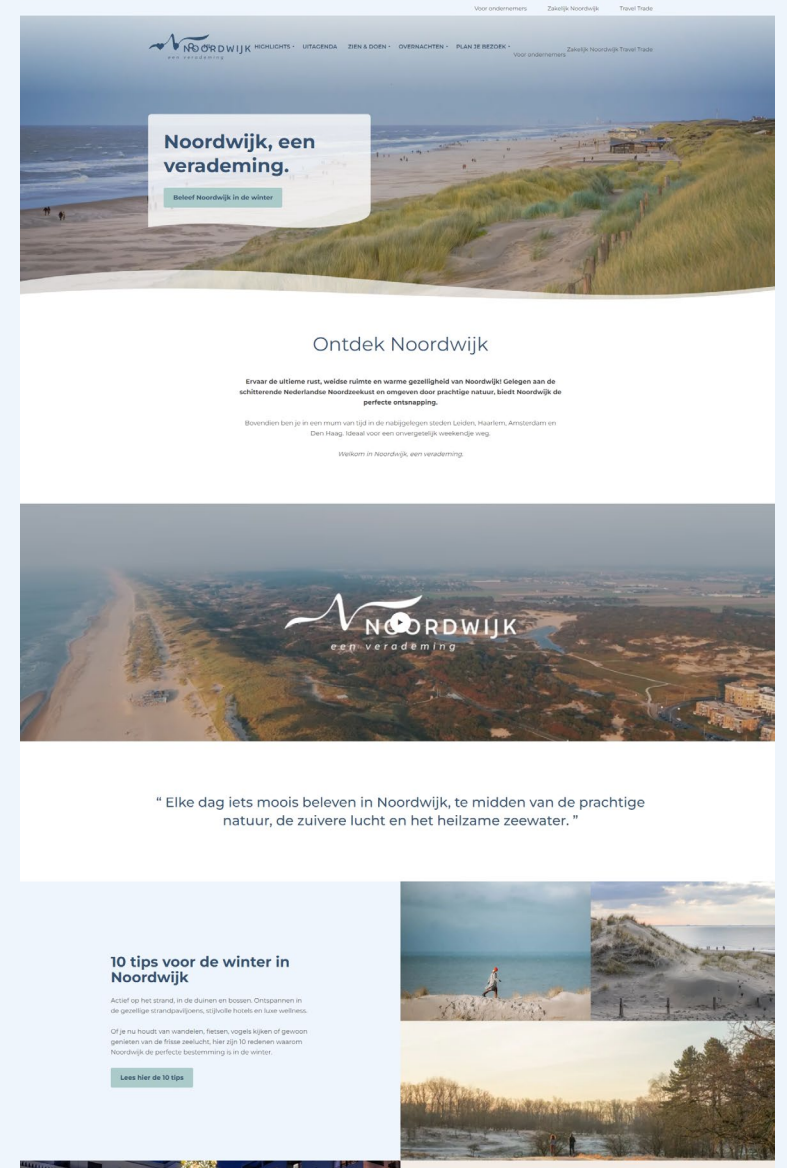 Voor ondernemers Zakelijk Noordwijk Travel Trade
NOORDWIJK
een verademing
HIGHLIGHTS UITAGENDA ZIEN & DOEN OVERNACHTEN PLAN JE BEZOEK
Voor ondernemers Zakelijk Noordwijk Travel Trade
Noordwijk, een
verademing.
Beleef Noordwijk in de winter
Ontdek Noordwijk
Ervaar de ultieme rust, weidse ruimte en warme gezelligheid van Noordwijk! Gelegen aan de
schitterende Nederlandse Noordzeekust en omgeven door prachtige natuur, biedt Noordwijk de
perfecte ontsnapping.
Bovendien ben je in een mum van tijd in de nabijgelegen steden Leiden, Haarlem, Amsterdam en
Den Haag. Ideaal voor een onvergetelijk weekendje weg.
Welkom in Noordwijk, een verademing.
NOORDWIJK
een verademing
“ Elke dag iets moois beleven in Noordwijk, te midden van de prachtige
natuur, de zuivere lucht en het heilzame zeewater. ”
10 tips voor de winter in
Noordwijk
Actief op het strand, in de duinen en bossen. Ontspannen in
de gezellige strandpaviljoens, stijlvolle hotels en luxe wellness.
Of je nu houdt van wandelen, fietsen, vogels kijken of gewoon
genieten van de frisse zeelucht, hier zijn 10 redenen waarom
Noordwijk de perfecte bestemming is in de winter.
Lees hier de 10 tips